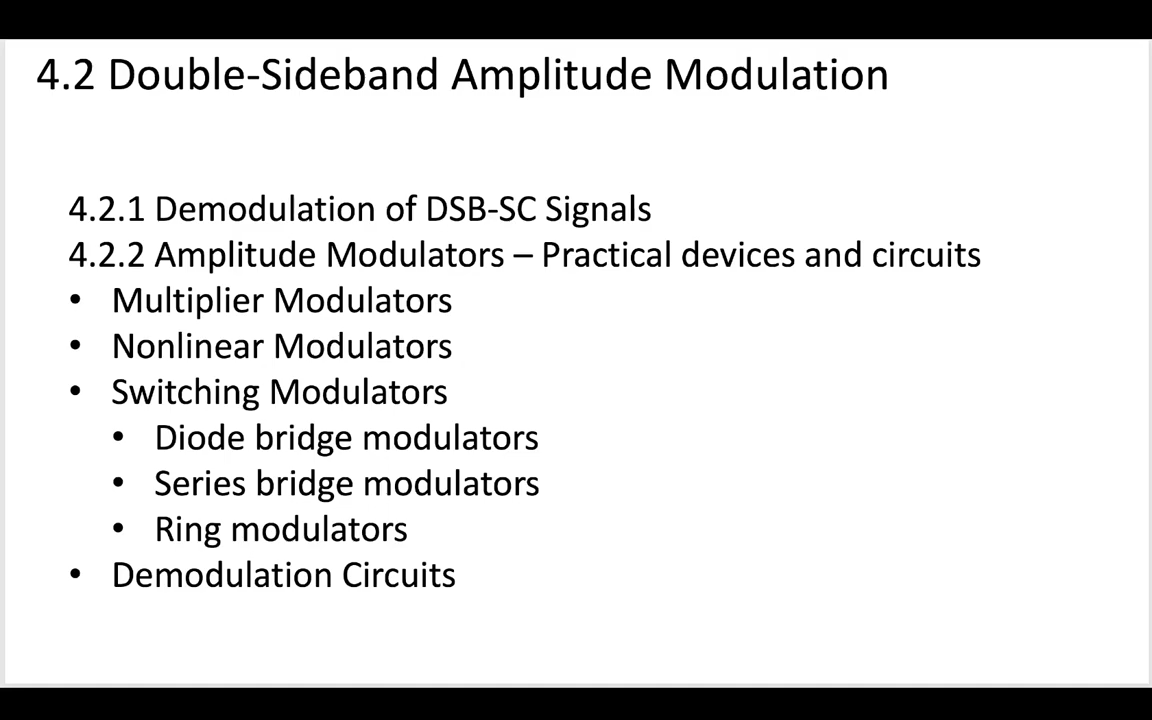 4.2 Double-Sideband Amplitude Modulation
4.2.1 Demodulation of DSB-SC Signals
4.2.2 Amplitude Modulators – Practical devices and circuits
• Multiplier Modulators
• Nonlinear Modulators
• Switching Modulators
• Diode bridge modulators
• Series bridge modulators
• Ring modulators
• Demodulation Circuits